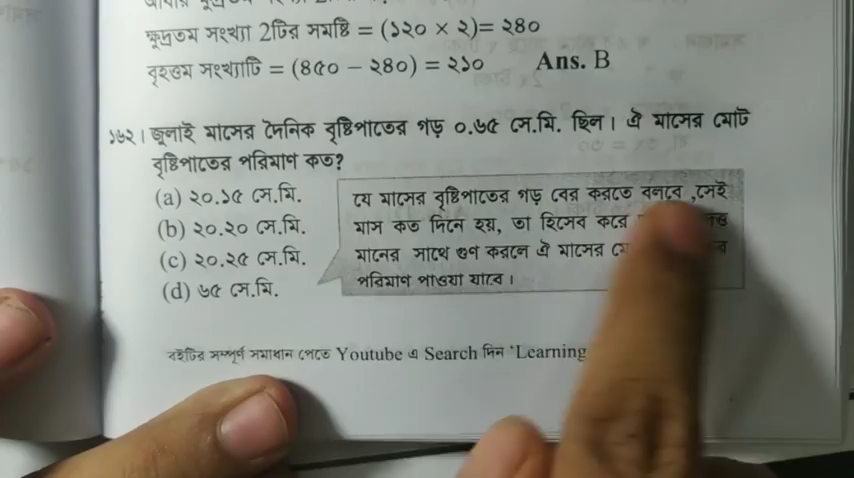 ক্ষুদ্রতম সংখ্যা 2টির সমষ্টি = (১২০ × ২)= ২৪০
বৃহত্তম সংখ্যাটি = (৪৫০ − ২৪০) = ২১০ Ans. B
১৬২। জুলাই মাসের দৈনিক বৃষ্টিপাতের গড় ০.৬৫ সে.মি. ছিল। ঐ মাসের মোট
বৃষ্টিপাতের পরিমাণ কত?
(a) ২০.১৫ সে.মি.
(b) ২০.২০ সে.মি.
(c) ২০.২৫ সে.মি.
(d) ৬৫ সে.মি.
যে মাসের বৃষ্টিপাতের গড় বের করতে বলবে ,সেই
মাস কত দিনে হয়, তা হিসেব করে
মানের সাথে গুণ করলে ঐ মাসের
পরিমাণ পাওয়া যাবে।
বইটির সম্পূর্ণ সমাধান পেতে Youtube এ Search দিন "Learning